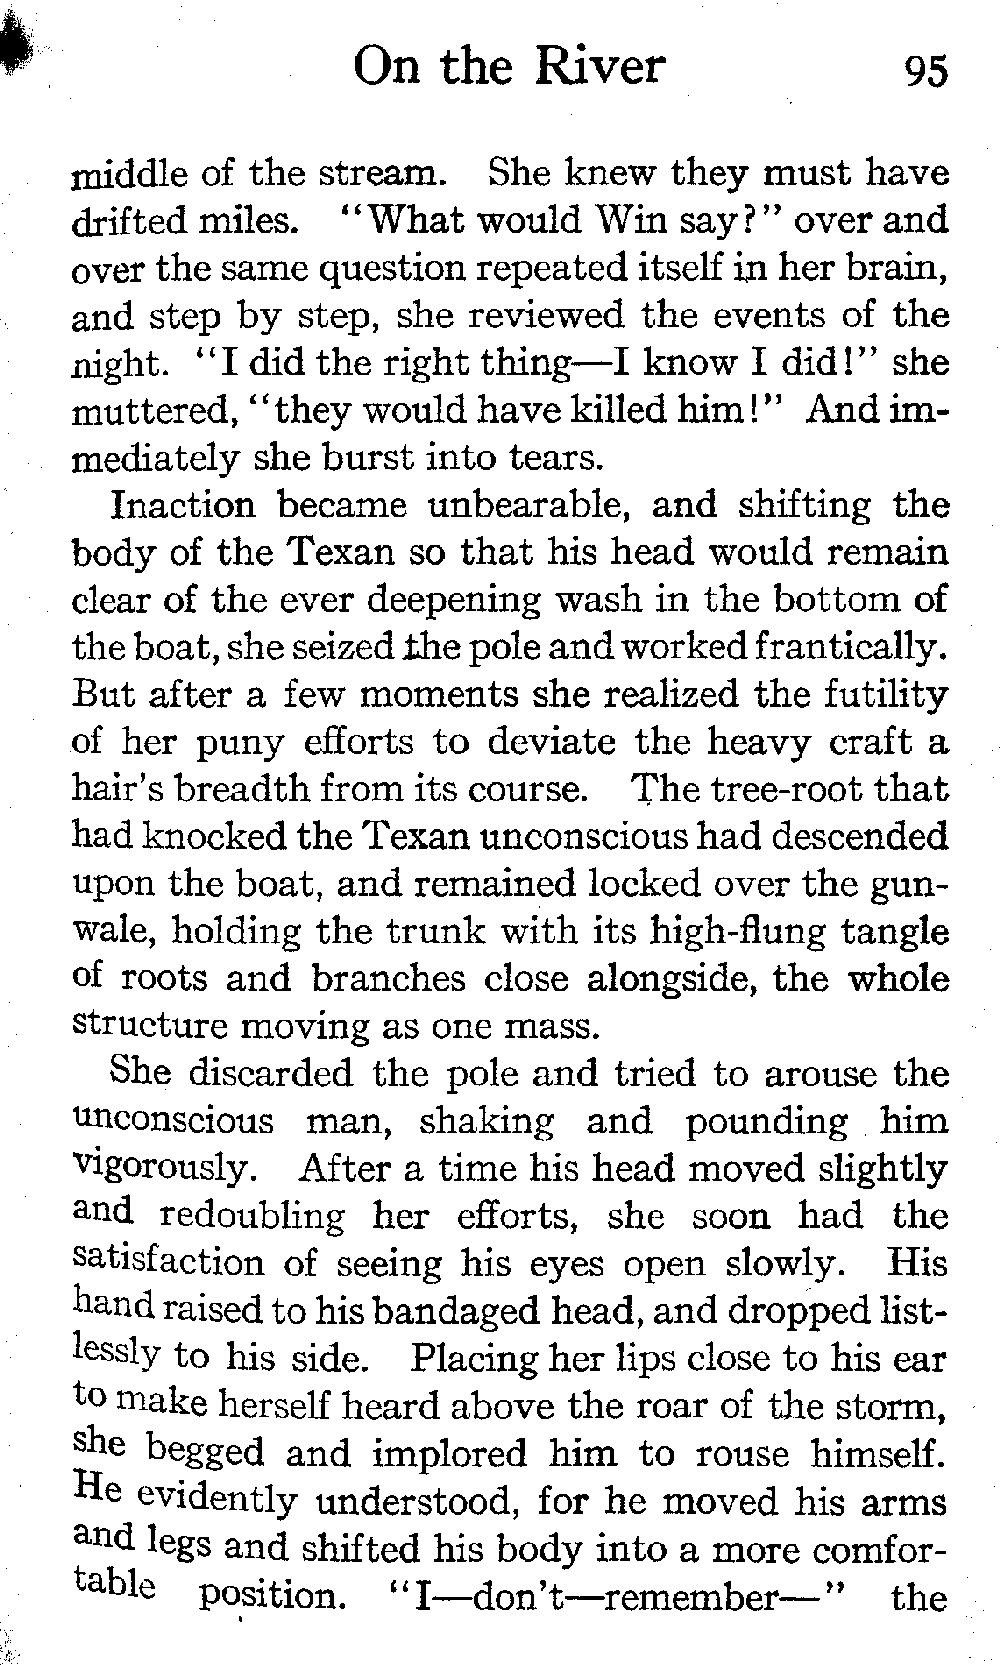 On the River 95
middle of the stream. She knew they must have
drifted miles. "What would Win say?" over and
over the same question repeated itself in her brain,
and step by step, she reviewed the events of the
night. "I did the right thing—I know I did!" she
muttered, "they would have killed him!" And im-
mediately she burst into tears.
Inaction became unbearable, and shifting the
body of the Texan so that his head would remain
clear of the ever deepening wash in the bottom of
the boat, she seized the pole and worked frantically.
But after a few moments she realized the futility
of her puny efforts to deviate the heavy craft a
hair's breadth from its course. The tree-root that
had knocked the Texan unconscious had descended
upon the boat, and remained locked over the gun-
wale, holding the trunk with its high-flung tangle
of roots and branches close alongside, the whole
structure moving as one mass.
She discarded the pole and tried to arouse the
unconscious man, shaking and pounding him
vigorously. After a time his head moved slightly
and redoubling her efforts, she soon had the
satisfaction of seeing his eyes open slowly. His
hand raised to his bandaged head, and dropped list-
lessly to his side. Placing her lips close to his ear
to make herself heard above the roar of the storm,
she begged and implored him to rouse himself.
He evidently understood, for he moved his arms
and legs and shifted his body into a more comfor-
table position. "I—don't—remember—" the